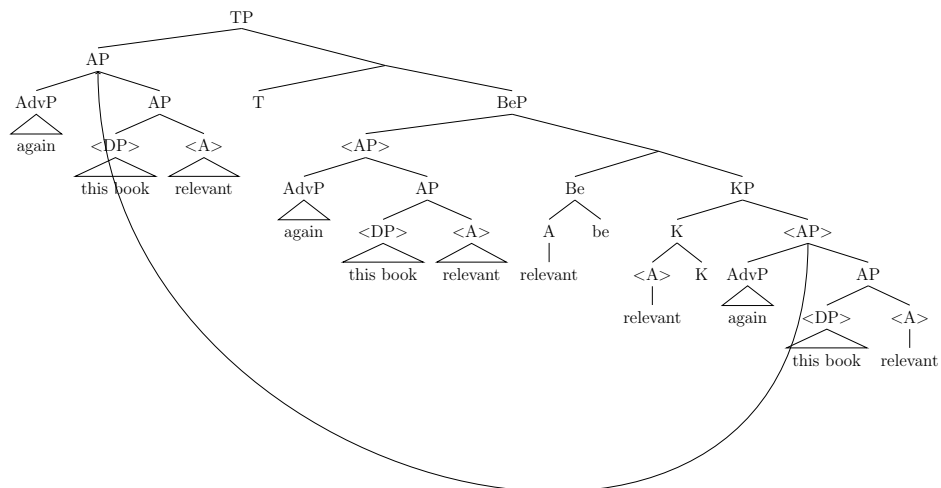 TP
AP
AdvP AP T BeP
again <DP> <A> <AP>
this book relevant AdvP AP Be KP
again <DP> <A> A be K <AP>
this book relevant relevant <A> K AdvP AP
relevant again <DP> <A>
this book relevant